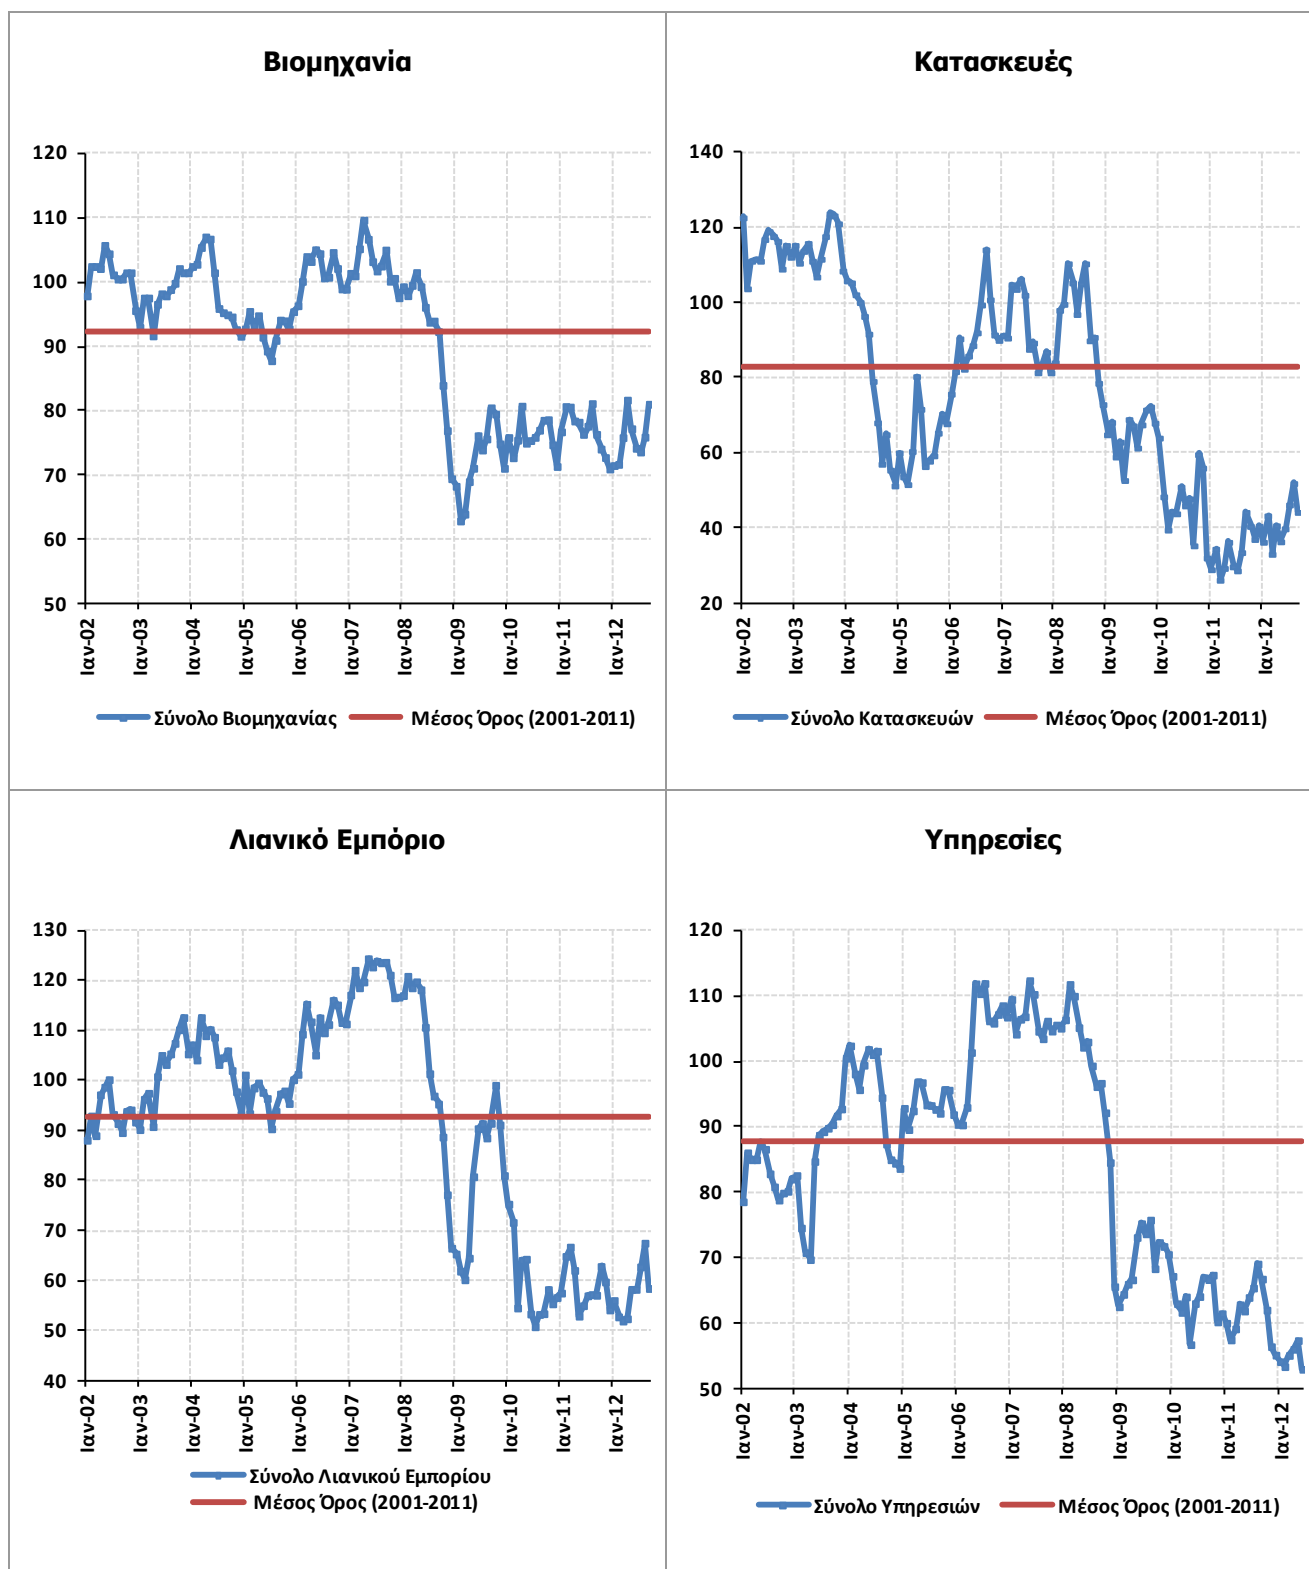 Βιομηχανία
120
110
100
90
80
70
60
50
Ιαν-02
Ιαν-03
Ιαν-04
Ιαν-05
Ιαν-06
Ιαν-07
Ιαν-08
Ιαν-09
Ιαν-10
Ιαν-11
Ιαν-12
Σύνολο Βιομηχανίας Μέσος Όρος (2001-2011)
Κατασκευές
140
120
100
80
60
40
20
Ιαν-02
Ιαν-03
Ιαν-04
Ιαν-05
Ιαν-06
Ιαν-07
Ιαν-08
Ιαν-09
Ιαν-10
Ιαν-11
Ιαν-12
Σύνολο Κατασκευών Μέσος Όρος (2001-2011)
Λιανικό Εμπόριο
130
120
110
100
90
80
70
60
50
40
Ιαν-02
Ιαν-03
Ιαν-04
Ιαν-05
Ιαν-06
Ιαν-07
Ιαν-08
Ιαν-09
Ιαν-10
Ιαν-11
Ιαν-12
Σύνολο Λιανικού Εμπορίου
Μέσος Όρος (2001-2011)
Υπηρεσίες
120
110
100
90
80
70
60
50
Ιαν-02
Ιαν-03
Ιαν-04
Ιαν-05
Ιαν-06
Ιαν-07
Ιαν-08
Ιαν-09
Ιαν-10
Ιαν-11
Ιαν-12
Σύνολο Υπηρεσιών Μέσος Όρος (2001-2011)